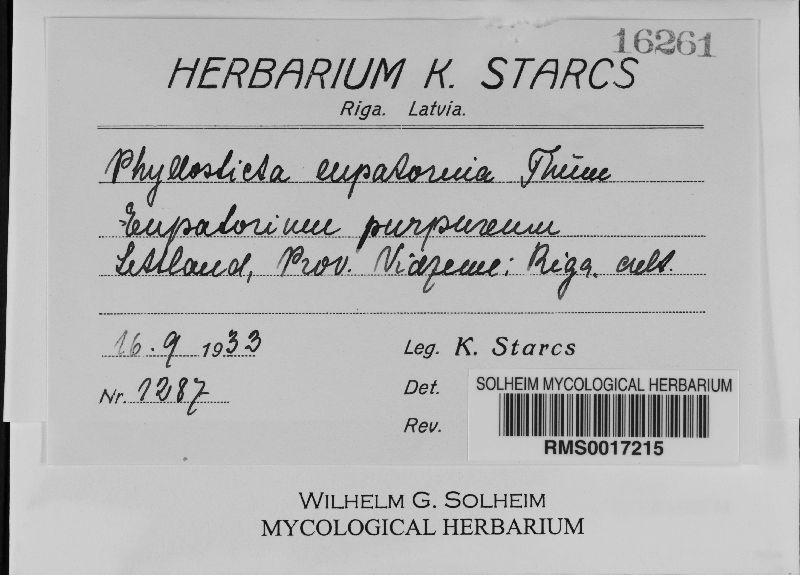 16261
HERBARIUM K. STARCS
Riga. Latvia.
Phyllosticta eupatorina Thüm
Eupatorium purpureum
Lettland, Prov. Vidzeme: Riga, cult.
16. 9 1933
Leg. K. Starcs
Nr. 1287
Det.
Rev.
SOLHEIM MYCOLOGICAL HERBARIUM
RMS0017215
WILHELM G. SOLHEIM
MYCOLOGICAL HERBARIUM